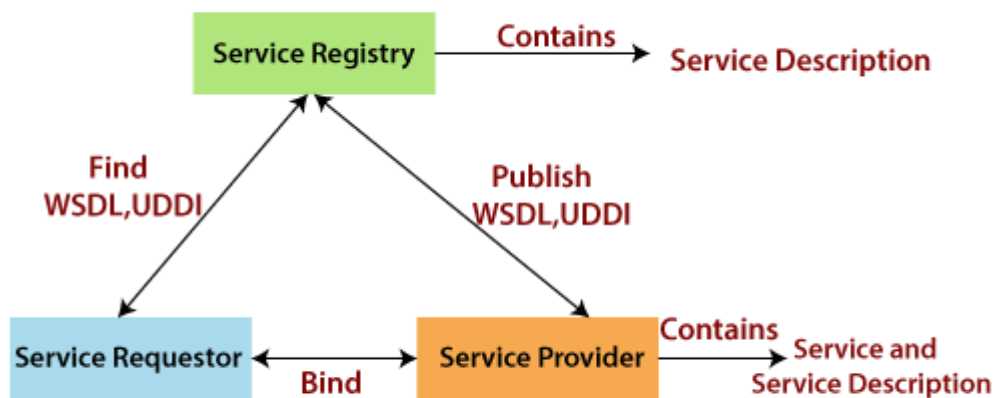 Service Registry
Contains
Service Description
Find
WSDL,UDDI
Publish
WSDL,UDDI
Service Requestor
Bind
Service Provider
Contains
Service and
Service Description